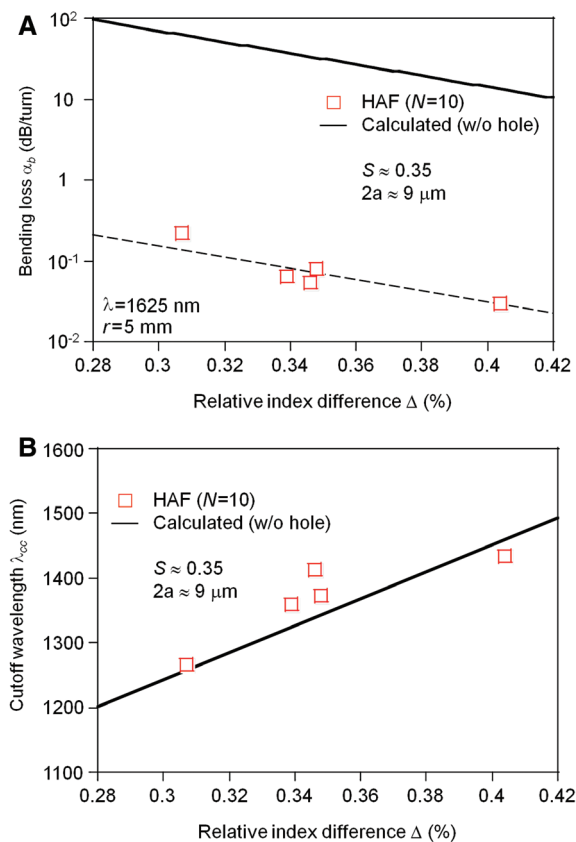 A
10²
10
1
10⁻¹
10⁻²
Bending loss α_b (dB/turn)
HAF (N=10)
Calculated (w/o hole)
S ≈ 0.35
2a ≈ 9 μm
λ=1625 nm
r=5 mm
0.28 0.3 0.32 0.34 0.36 0.38 0.4 0.42
Relative index difference Δ (%)
B
1600
1500
1400
1300
1200
1100
Cutoff wavelength λ_cc (nm)
HAF (N=10)
Calculated (w/o hole)
S ≈ 0.35
2a ≈ 9 μm
0.28 0.3 0.32 0.34 0.36 0.38 0.4 0.42
Relative index difference Δ (%)